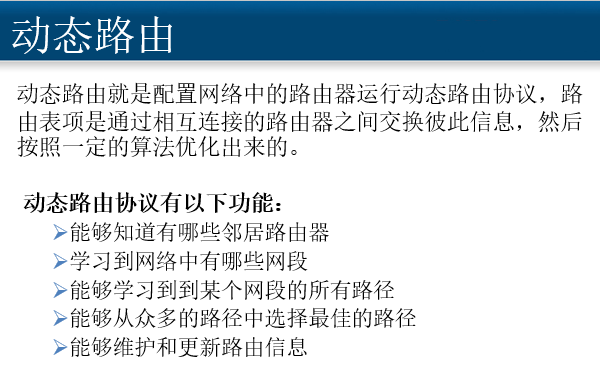 动态路由
动态路由就是配置网络中的路由器运行动态路由协议，路
由表项是通过相互连接的路由器之间交换彼此信息，然后
按照一定的算法优化出来的。
动态路由协议有以下功能：
➢能够知道有哪些邻居路由器
➢学习到网络中有哪些网段
➢能够学习到到某个网段的所有路径
➢能够从众多的路径中选择最佳的路径
➢能够维护和更新路由信息